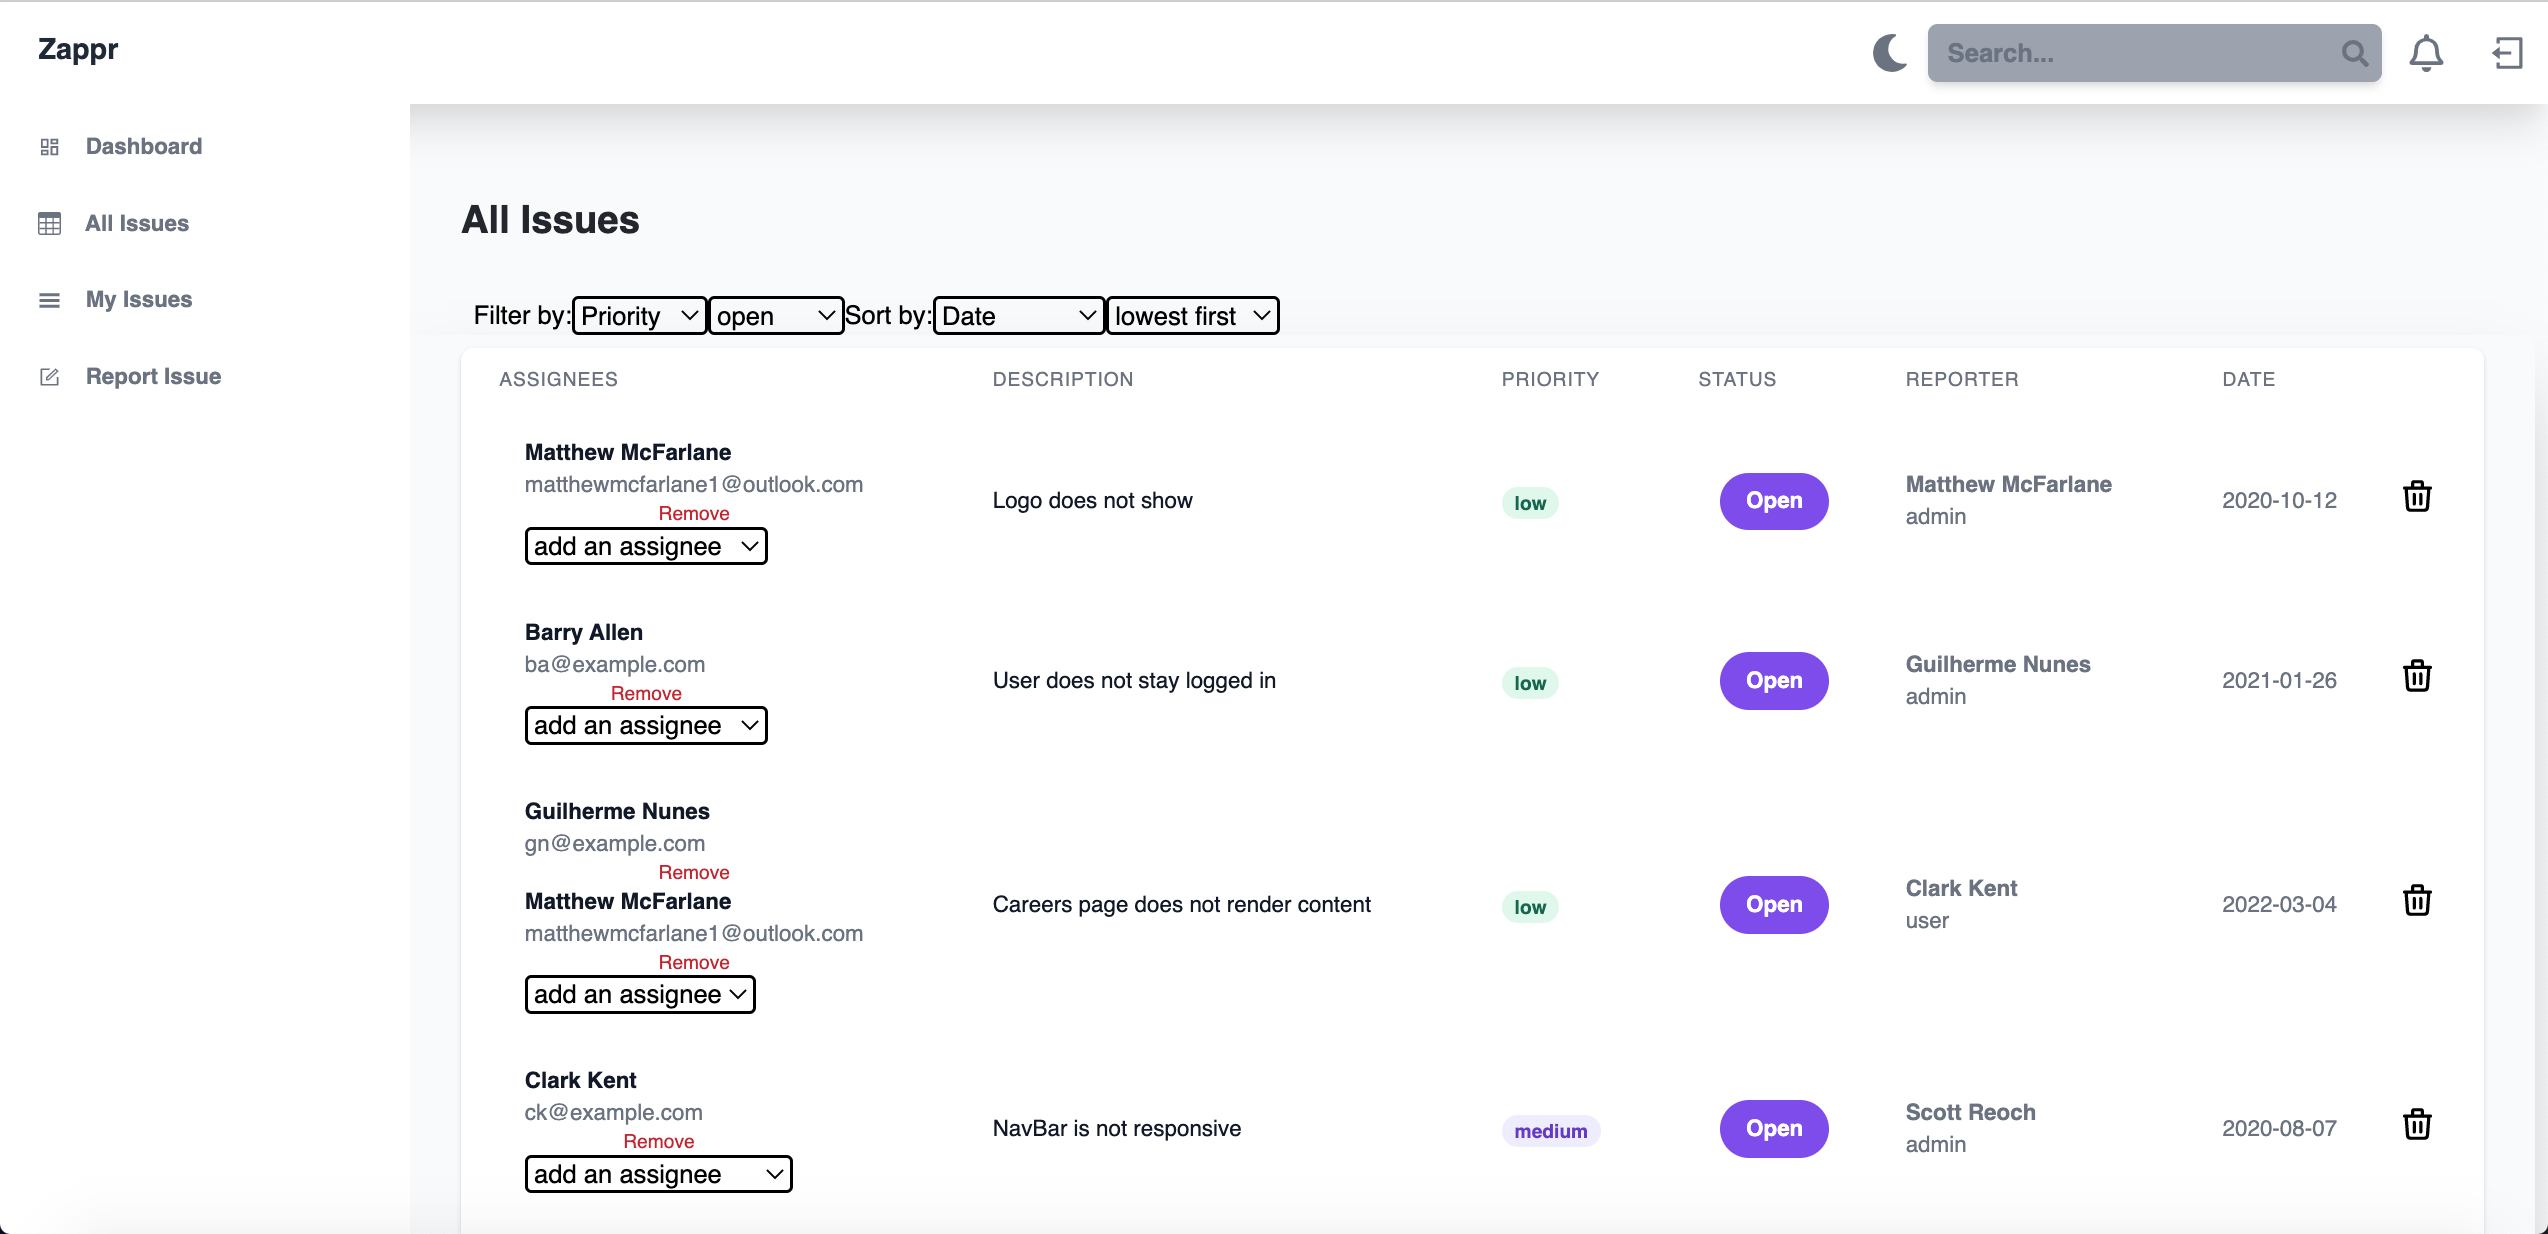 Zappr
Search...
Dashboard
All Issues
My Issues
Report Issue
All Issues
Filter by: Priority open Sort by: Date lowest first
ASSIGNEES DESCRIPTION PRIORITY STATUS REPORTER DATE
Matthew McFarlane
matthewmcfarlane1@outlook.com
Remove
add an assignee
Logo does not show
low
Open
Matthew McFarlane
admin
2020-10-12
Barry Allen
ba@example.com
Remove
add an assignee
User does not stay logged in
low
Open
Guilherme Nunes
admin
2021-01-26
Guilherme Nunes
gn@example.com
Remove
Matthew McFarlane
matthewmcfarlane1@outlook.com
Remove
add an assignee
Careers page does not render content
low
Open
Clark Kent
user
2022-03-04
Clark Kent
ck@example.com
Remove
add an assignee
NavBar is not responsive
medium
Open
Scott Reoch
admin
2020-08-07